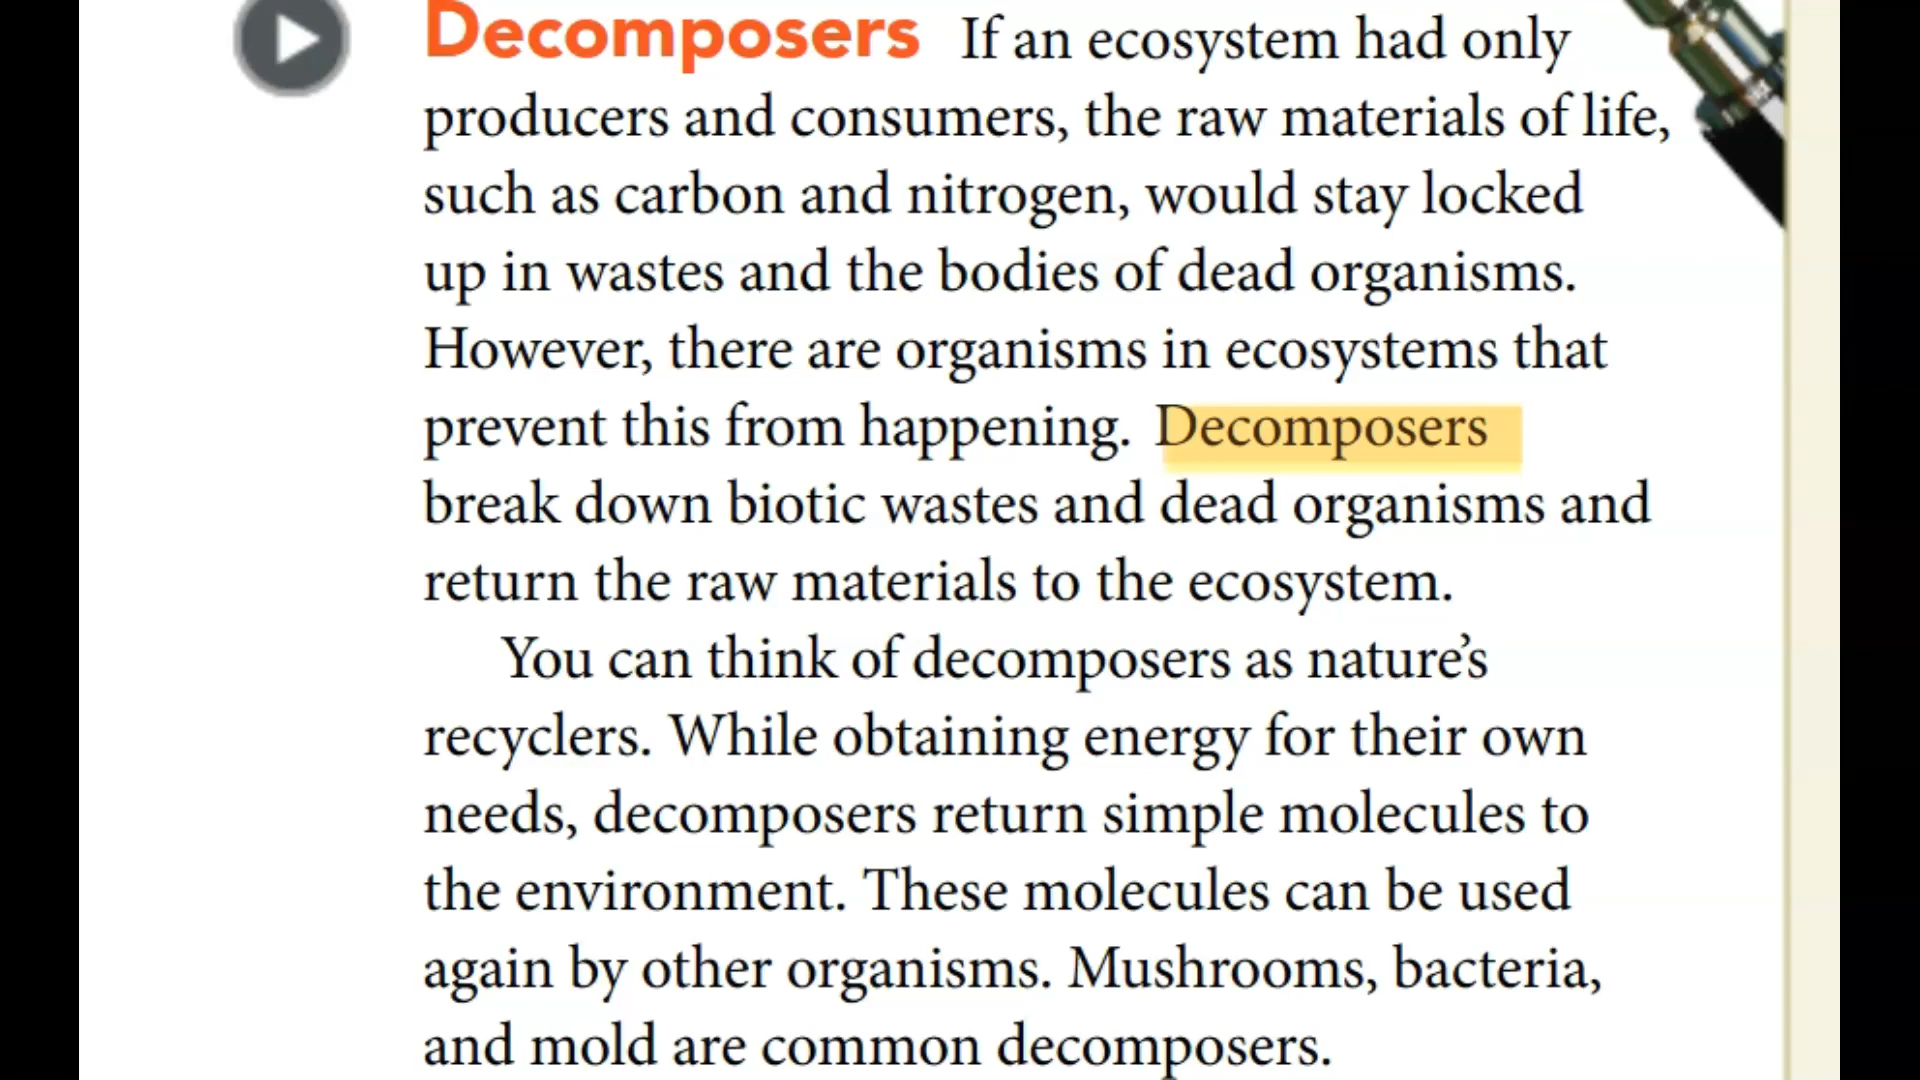 Decomposers If an ecosystem had only
producers and consumers, the raw materials of life,
such as carbon and nitrogen, would stay locked
up in wastes and the bodies of dead organisms.
However, there are organisms in ecosystems that
prevent this from happening. Decomposers
break down biotic wastes and dead organisms and
return the raw materials to the ecosystem.
You can think of decomposers as nature’s
recyclers. While obtaining energy for their own
needs, decomposers return simple molecules to
the environment. These molecules can be used
again by other organisms. Mushrooms, bacteria,
and mold are common decomposers.